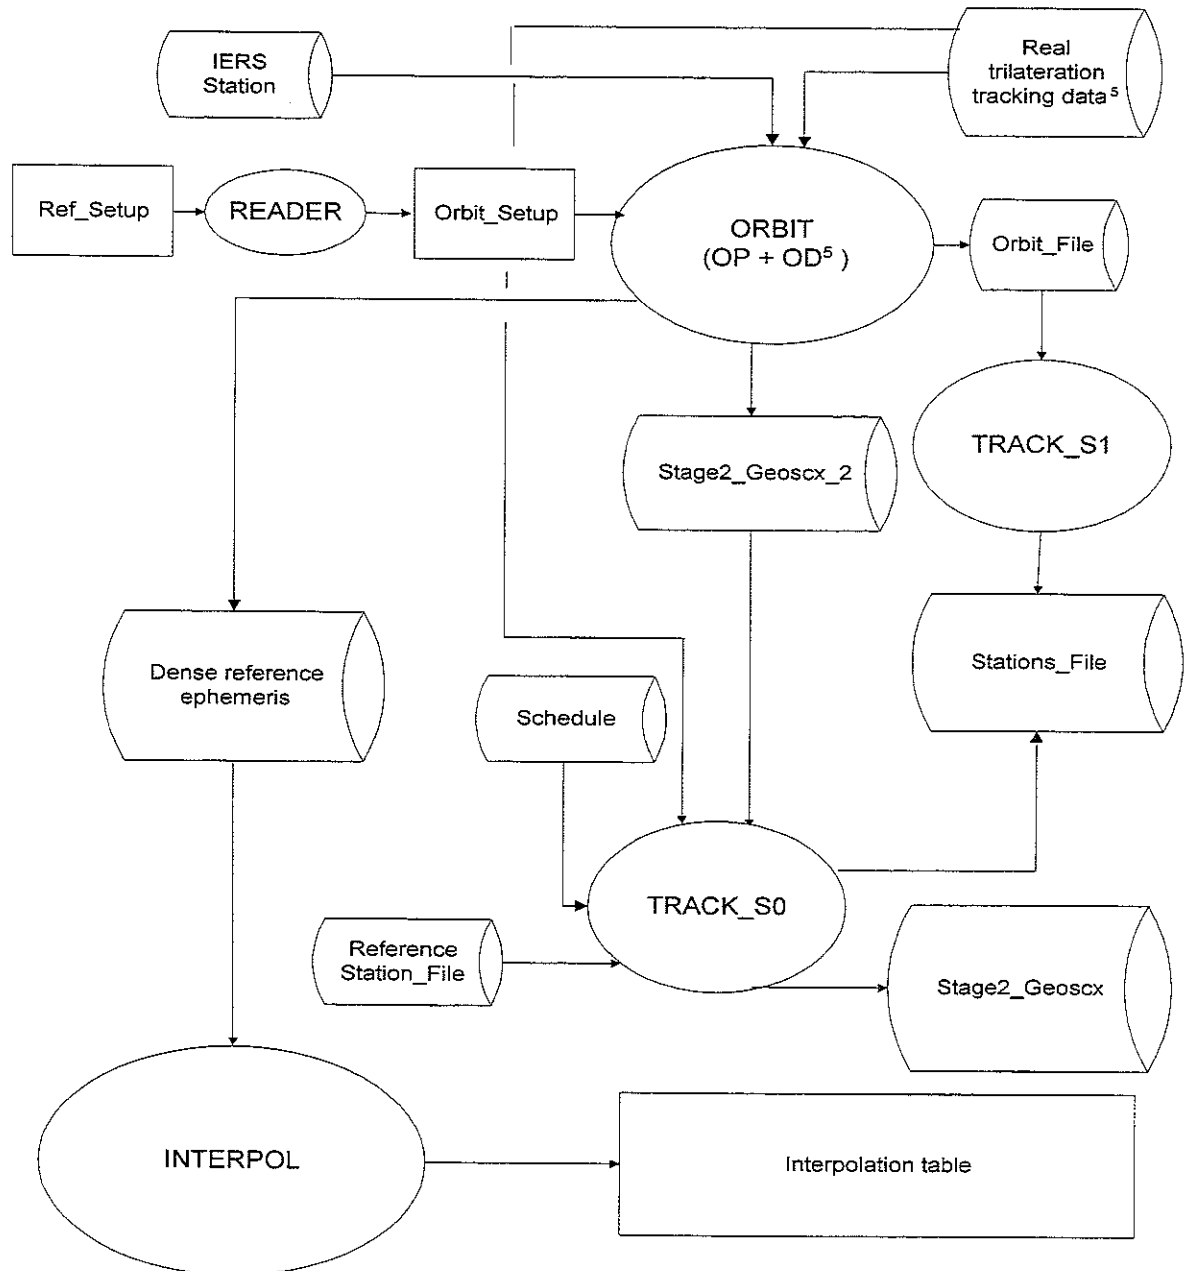 IERS
Station
Real
trilateration
tracking data⁵
Ref_Setup
READER
Orbit_Setup
ORBIT
(OP + OD⁵ )
Orbit_File
TRACK_S1
Stage2_Geoscx_2
Dense reference
ephemeris
Stations_File
Schedule
TRACK_S0
Reference
Station_File
Stage2_Geoscx
INTERPOL
Interpolation table